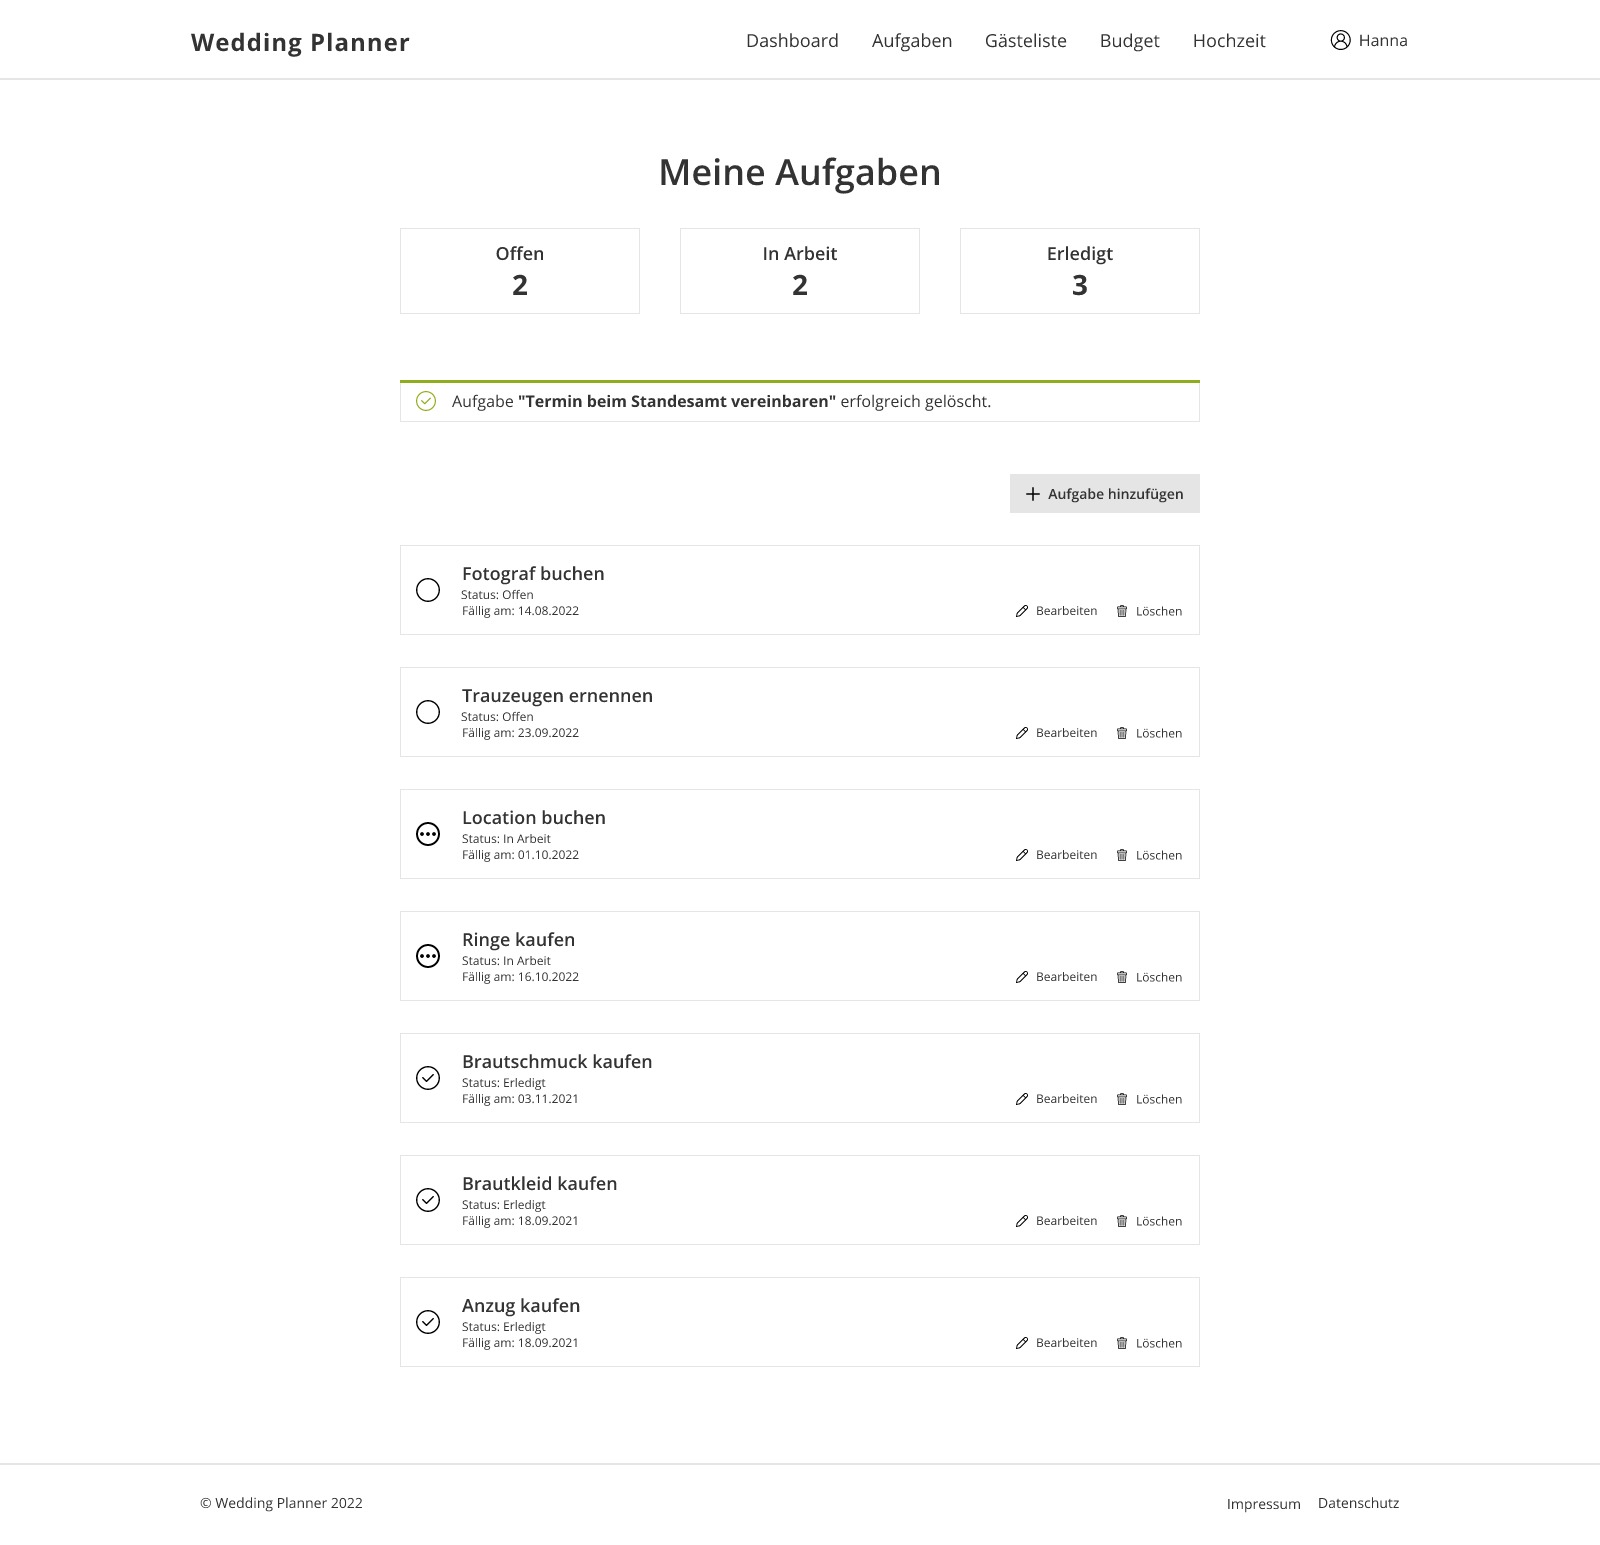 Wedding Planner
Dashboard Aufgaben Gästeliste Budget Hochzeit Hanna
Meine Aufgaben
Offen
2
In Arbeit
2
Erledigt
3
Aufgabe "Termin beim Standesamt vereinbaren" erfolgreich gelöscht.
Aufgabe hinzufügen
Fotograf buchen
Status: Offen
Fällig am: 14.08.2022
Bearbeiten Löschen
Trauzeugen ernennen
Status: Offen
Fällig am: 23.09.2022
Bearbeiten Löschen
Location buchen
Status: In Arbeit
Fällig am: 01.10.2022
Bearbeiten Löschen
Ringe kaufen
Status: In Arbeit
Fällig am: 16.10.2022
Bearbeiten Löschen
Brautschmuck kaufen
Status: Erledigt
Fällig am: 03.11.2021
Bearbeiten Löschen
Brautkleid kaufen
Status: Erledigt
Fällig am: 18.09.2021
Bearbeiten Löschen
Anzug kaufen
Status: Erledigt
Fällig am: 18.09.2021
Bearbeiten Löschen
© Wedding Planner 2022
Impressum Datenschutz